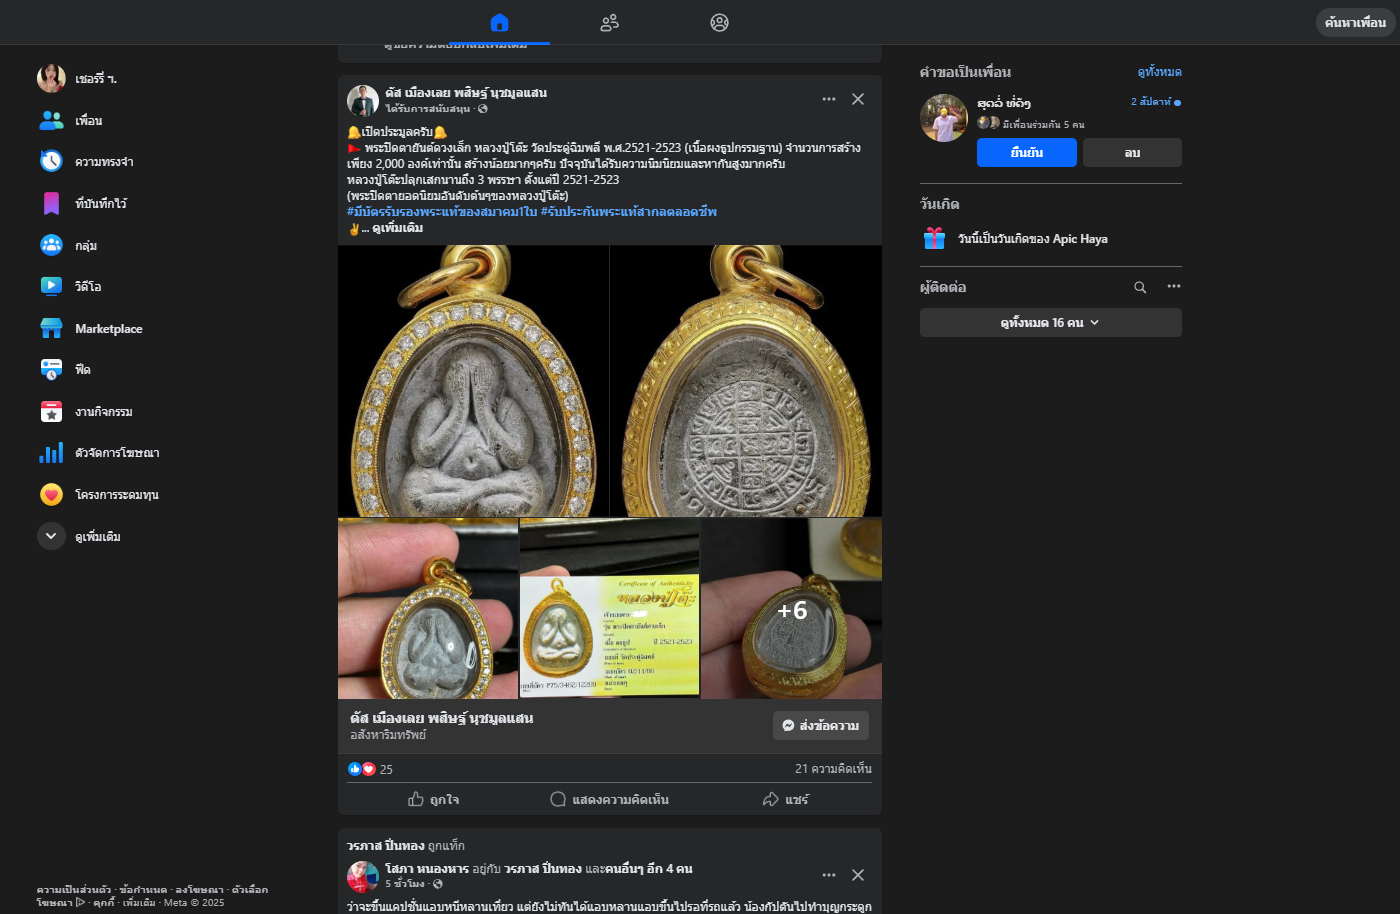 ค้นหาเพื่อน
เชอร์รี่ ฯ.
เพื่อน
ความทรงจำ
ที่บันทึกไว้
กลุ่ม
วิดีโอ
Marketplace
ฟีด
งานกิจกรรม
ตัวจัดการโฆษณา
โครงการระดมทุน
ดูเพิ่มเติม
ความเป็นส่วนตัว · ข้อกำหนด · ลงโฆษณา · ตัวเลือก
โฆษณา · คุกกี้ · เพิ่มเติม · Meta © 2025
ดัส เมืองเลย พสิษฐ์ นุชมูลแสน
ได้รับการสนับสนุน ·
🔔เปิดประมูลครับ🔔
🚩 พระปิดตายันต์ดวงเล็ก หลวงปู่โต๊ะ วัดประดู่ฉิมพลี พ.ศ.2521-2523 (เนื้อผงธูปกรรมฐาน) จำนวนการสร้าง
เพียง 2,000 องค์เท่านั้น สร้างน้อยมากๆครับ ปัจจุบันได้รับความนิมนิยมและหากันสูงมากครับ
หลวงปู่โต๊ะปลุกเสกนานถึง 3 พรรษา ตั้งแต่ปี 2521-2523
(พระปิดตายอดนิยมอันดับต้นๆของหลวงปู่โต๊ะ)
#มีบัตรรับรองพระแท้ของสมาคม1ใบ #รับประกันพระแท้สากลตลอดชีพ
✌️... ดูเพิ่มเติม
Certificate of Authenticity
หลวงปู่โต๊ะ
ปี 2521-2523
P75/3462/12288
+6
ดัส เมืองเลย พสิษฐ์ นุชมูลแสน
อสังหาริมทรัพย์
ส่งข้อความ
25
21 ความคิดเห็น
ถูกใจ
แสดงความคิดเห็น
แชร์
วรภาส ปิ่นทอง ถูกแท็ก
โสภา หนองหาร อยู่กับ วรภาส ปิ่นทอง และคนอื่นๆ อีก 4 คน
5 ชั่วโมง ·
ว่าจะขึ้นแคปชั่นแอบหนีหลานเที่ยว แต่ยังไม่ทันได้แอบหลานแอบขึ้นไปรอที่รถแล้ว น้องกัปตันไปทำบุญกระดูก
คำขอเป็นเพื่อน
ดูทั้งหมด
2 สัปดาห์
มีเพื่อนร่วมกัน 5 คน
ยืนยัน
ลบ
วันเกิด
วันนี้เป็นวันเกิดของ Apic Haya
ผู้ติดต่อ
ดูทั้งหมด 16 คน